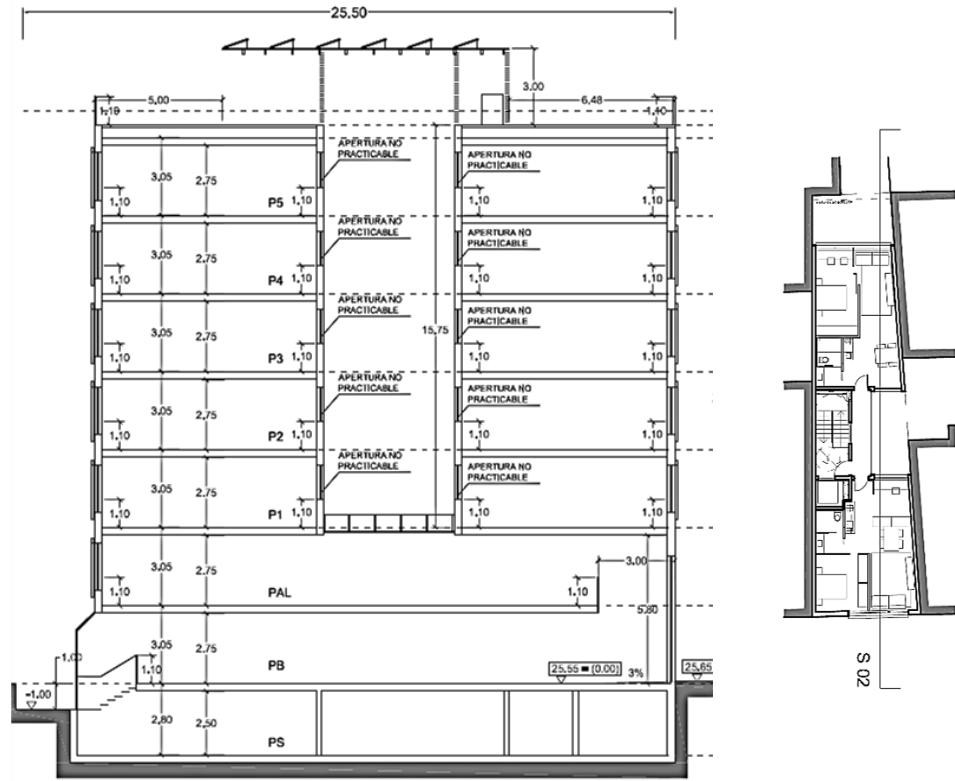 25.50
3.00
5.00
1.10
6.48
1.10
APERTURA NO
PRACTICABLE
APERTURA NO
PRACTICABLE
3.05
2.75
1.10
P5
1.10
1.10
1.10
APERTURA NO
PRACTICABLE
APERTURA NO
PRACTICABLE
3.05
2.75
1.10
P4
1.10
1.10
1.10
APERTURA NO
PRACTICABLE
APERTURA NO
PRACTICABLE
15.75
3.05
2.75
1.10
P3
1.10
1.10
1.10
APERTURA NO
PRACTICABLE
APERTURA NO
PRACTICABLE
3.05
2.75
1.10
P2
1.10
1.10
1.10
APERTURA NO
PRACTICABLE
APERTURA NO
PRACTICABLE
3.05
2.75
1.10
P1
1.10
1.10
1.10
3.05
2.75
3.00
1.10
PAL
1.10
5.80
3.05
2.75
1.00
1.10
PB
25.55 = (0.00)
3%
25.65
-1.00
2.80
2.50
PS
S 02